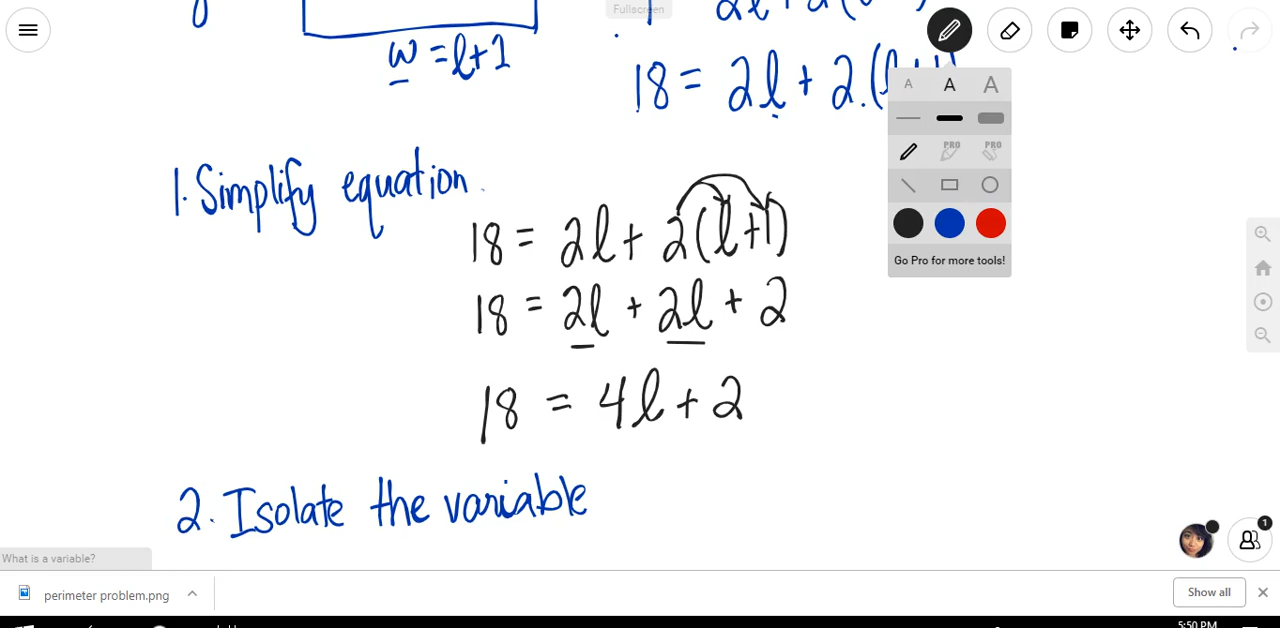 Fullscreen
w = l+1
18 = 2l + 2.(l+1)
A A A
PRO PRO
Go Pro for more tools!
1. Simplify equation.
18 = 2l + 2(l+1)
18 = 2l + 2l + 2
18 = 4l + 2
2. Isolate the variable
1
What is a variable?
perimeter problem.png
Show all
5:50 PM